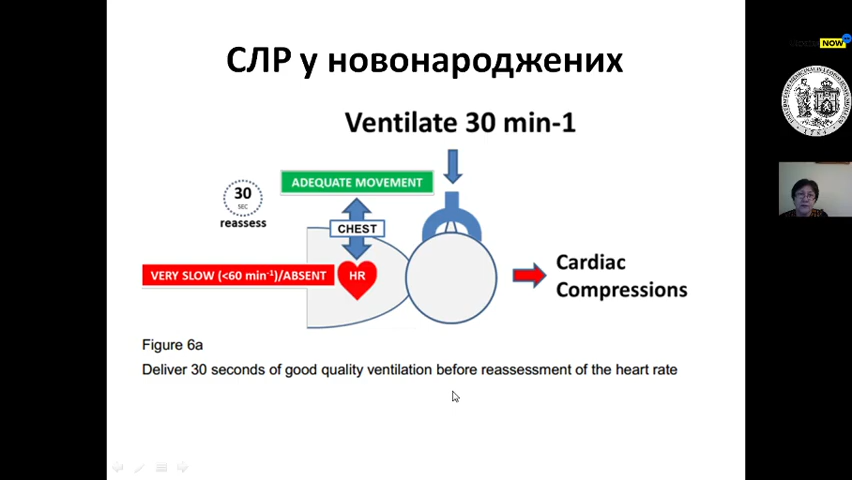 СЛР у новонароджених
NOW
Ventilate 30 min-1
ADEQUATE MOVEMENT
30
SEC
reassess
CHEST
VERY SLOW (<60 min-1)/ABSENT
HR
Cardiac
Compressions
Figure 6a
Deliver 30 seconds of good quality ventilation before reassessment of the heart rate